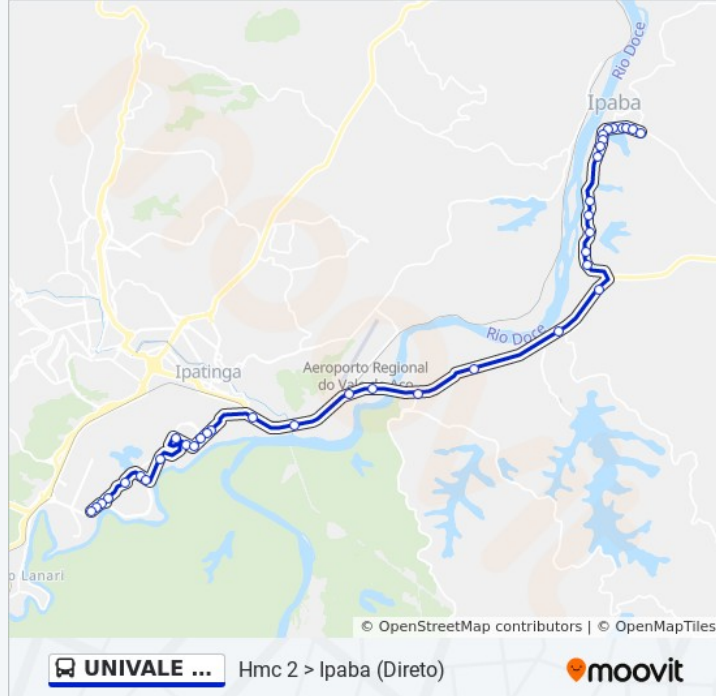 Rio Doce
Ipaba
Rio Doce
Ipatinga
Aeroporto Regional
do Vale do Aço
o Lanari
© OpenStreetMap contributors | © OpenMapTiles
UNIVALE ...
Hmc 2 > Ipaba (Direto)
moovit